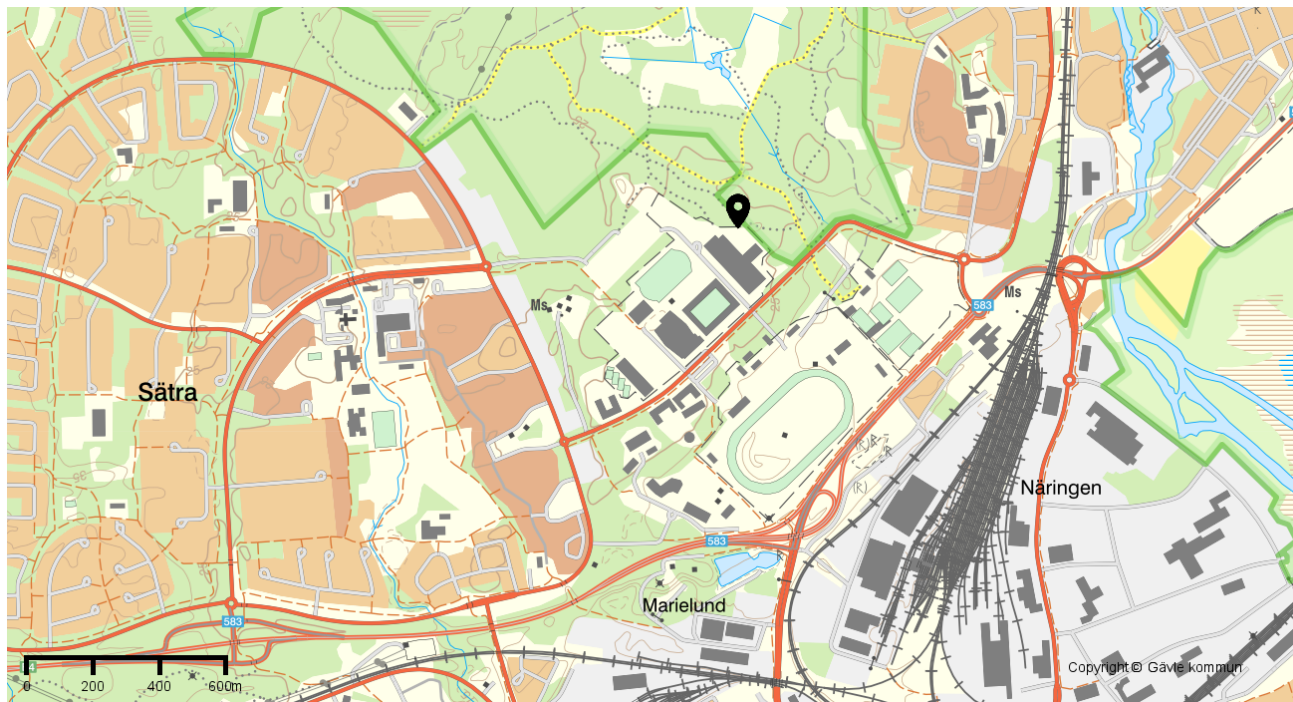 Ms
583
Ms
Sätra
(R)
R
R
(R)
Näringen
583
Marielund
583
Copyright © Gävle kommun
0 200 400 600m